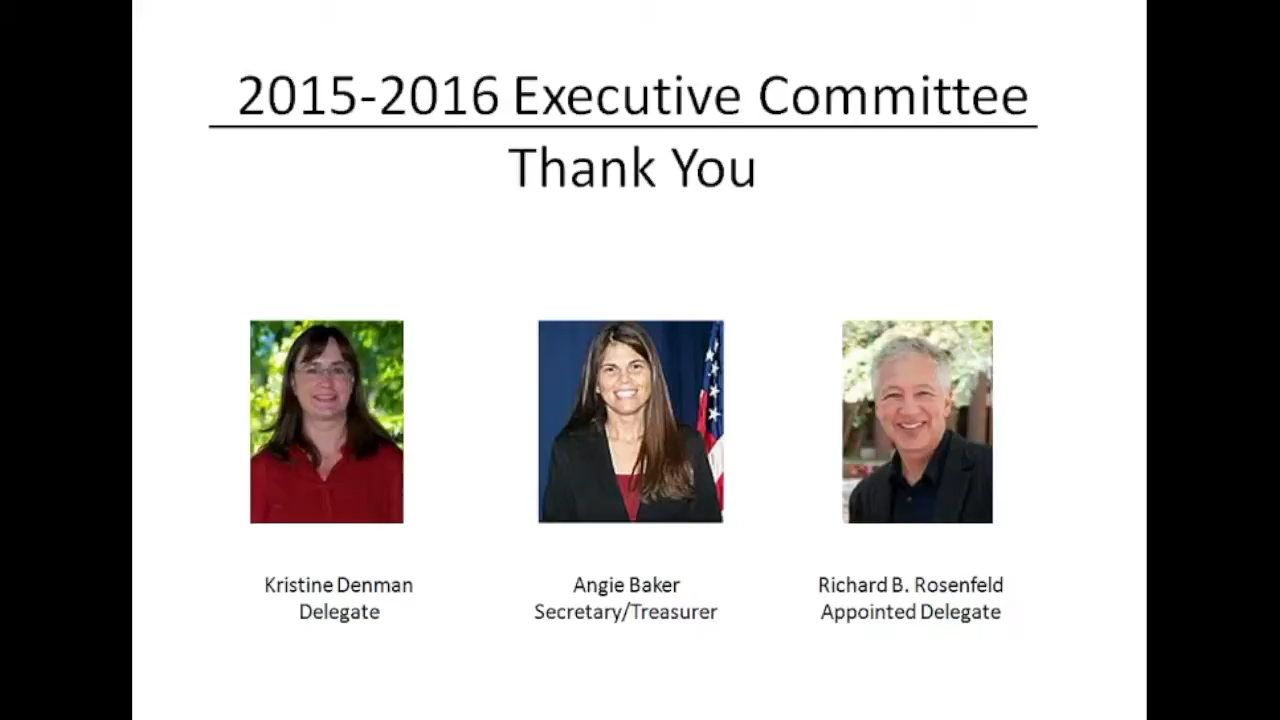 2015-2016 Executive Committee
Thank You
Kristine Denman
Delegate
Angie Baker
Secretary/Treasurer
Richard B. Rosenfeld
Appointed Delegate